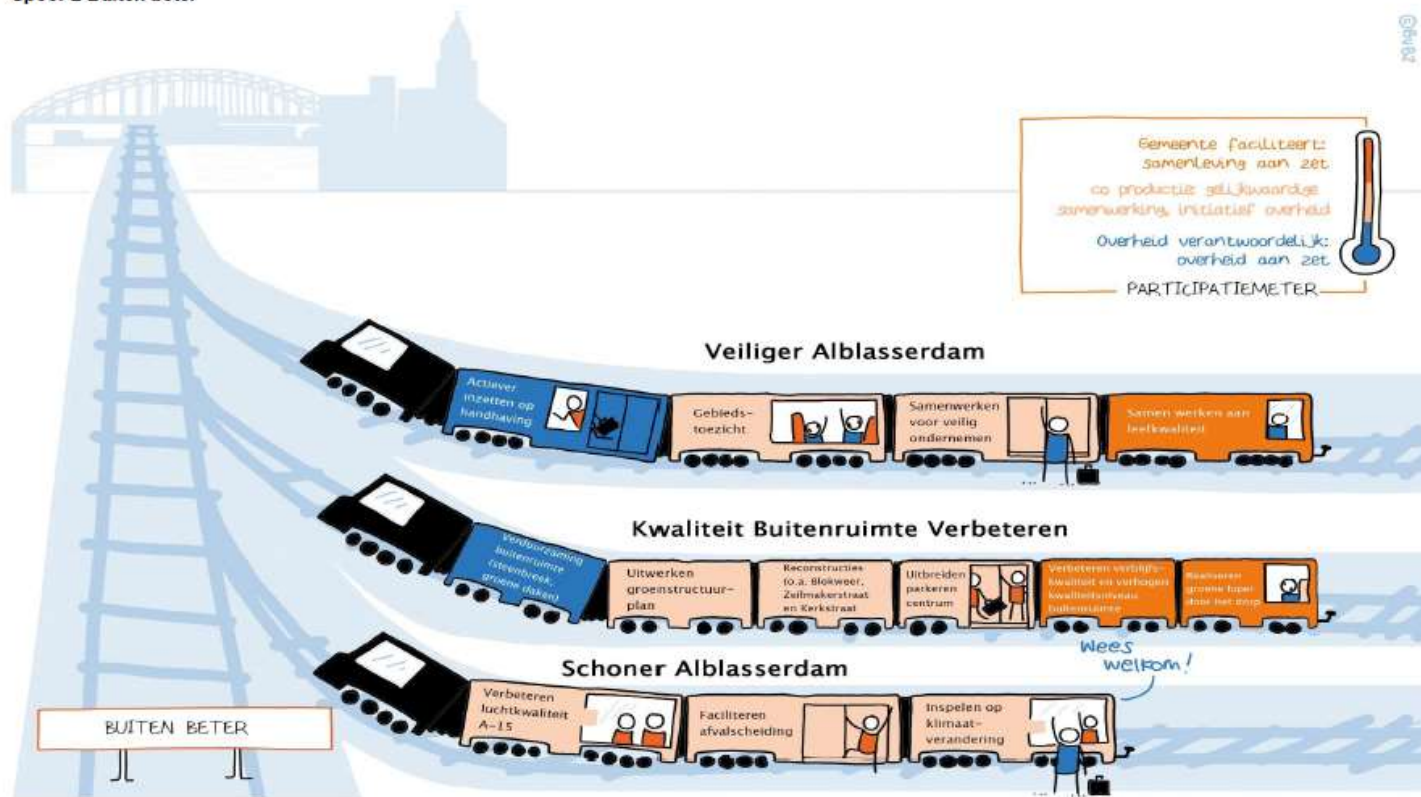 ©BvBZ
Gemeente faciliteert:
samenleving aan zet
co productie gelijkwaardige
samenwerking, initiatief overheid
Overheid verantwoordelijk:
overheid aan zet
PARTICIPATIEMETER
Veiliger Alblasserdam
Actiever
inzetten op
handhaving
Gebieds-
toezicht
Samenwerken
voor veilig
ondernemen
Samen werken aan
leefkwaliteit
Kwaliteit Buitenruimte Verbeteren
Verduurzaming
buitenruimte
(steenbreek,
groene daken)
Uitwerken
groenstructuur-
plan
Reconstructies
(o.a. Blokweer,
Zeilmakerstraat
en Kerkstraat
Uitbreiden
parkeren
centrum
Verbeteren verblijfs-
kwaliteit en verhogen
kwaliteitsniveau
buitenruimte
Realiseren
groene loper
door het dorp
Wees
welkom!
Schoner Alblasserdam
Verbeteren
luchtkwaliteit
A-15
Faciliteren
afvalscheiding
Inspelen op
klimaat-
verandering
BUITEN BETER